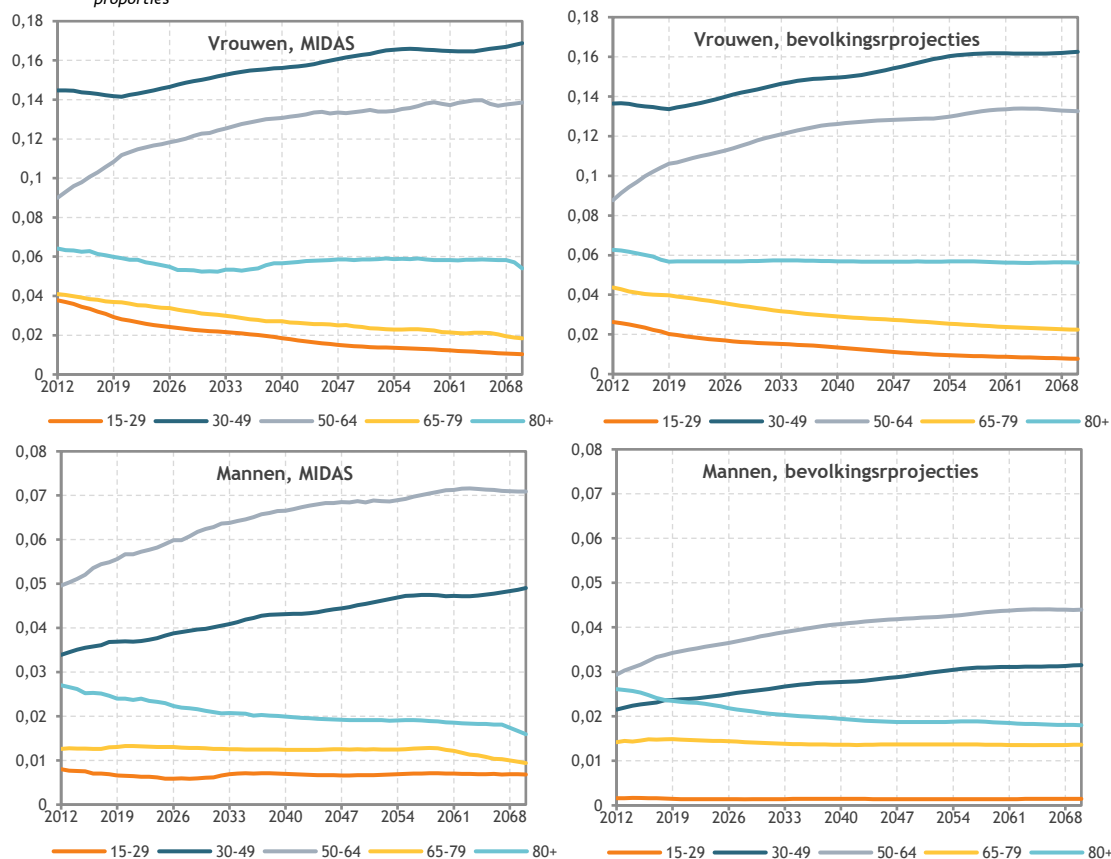 proporties
Vrouwen, MIDAS
0,18
0,16
0,14
0,12
0,1
0,08
0,06
0,04
0,02
0
2012 2019 2026 2033 2040 2047 2054 2061 2068
15-29 30-49 50-64 65-79 80+
Vrouwen, bevolkingsrprojecties
0,18
0,16
0,14
0,12
0,1
0,08
0,06
0,04
0,02
0
2012 2019 2026 2033 2040 2047 2054 2061 2068
15-29 30-49 50-64 65-79 80+
Mannen, MIDAS
0,08
0,07
0,06
0,05
0,04
0,03
0,02
0,01
0
2012 2019 2026 2033 2040 2047 2054 2061 2068
15-29 30-49 50-64 65-79 80+
Mannen, bevolkingsrprojecties
0,08
0,07
0,06
0,05
0,04
0,03
0,02
0,01
0
2012 2019 2026 2033 2040 2047 2054 2061 2068
15-29 30-49 50-64 65-79 80+